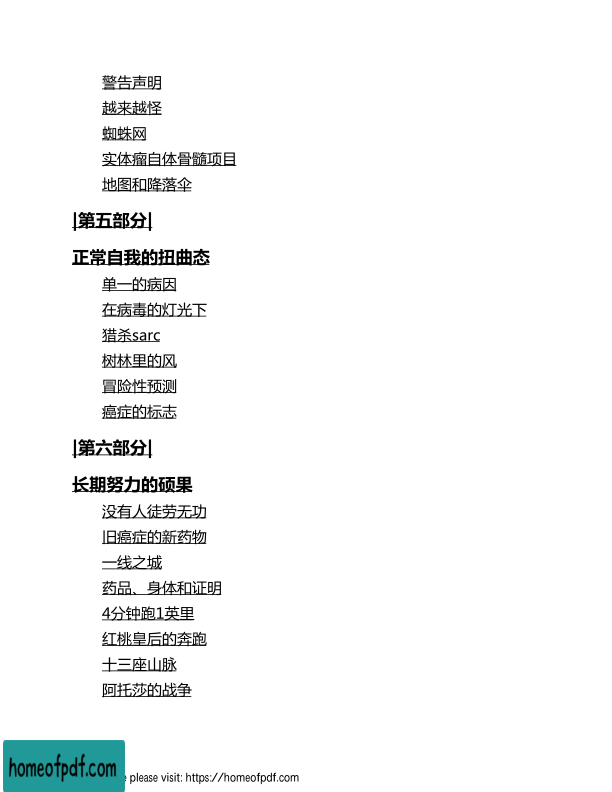 警告声明
越来越怪
蜘蛛网
实体瘤自体骨髓项目
地图和降落伞
|第五部分|
正常自我的扭曲态
单一的病因
在病毒的灯光下
猎杀sarc
树林里的风
冒险性预测
癌症的标志
|第六部分|
长期努力的硕果
没有人徒劳无功
旧癌症的新药物
一线之城
药品、身体和证明
4分钟跑1英里
红桃皇后的奔跑
十三座山脉
阿托莎的战争
homeofpdf.com
please visit: https://homeofpdf.com